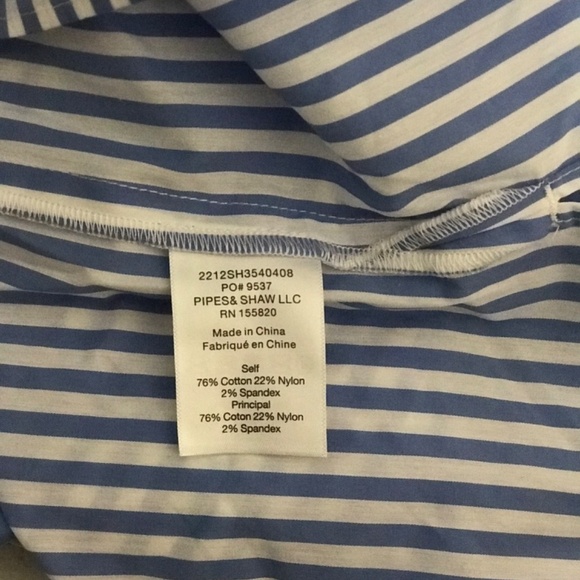 2212SH3540408
PO# 9537
PIPES& SHAW LLC
RN 155820
Made in China
Fabriqué en Chine
Self
76% Cotton 22% Nylon
2% Spandex
Principal
76% Cotton 22% Nylon
2% Spandex